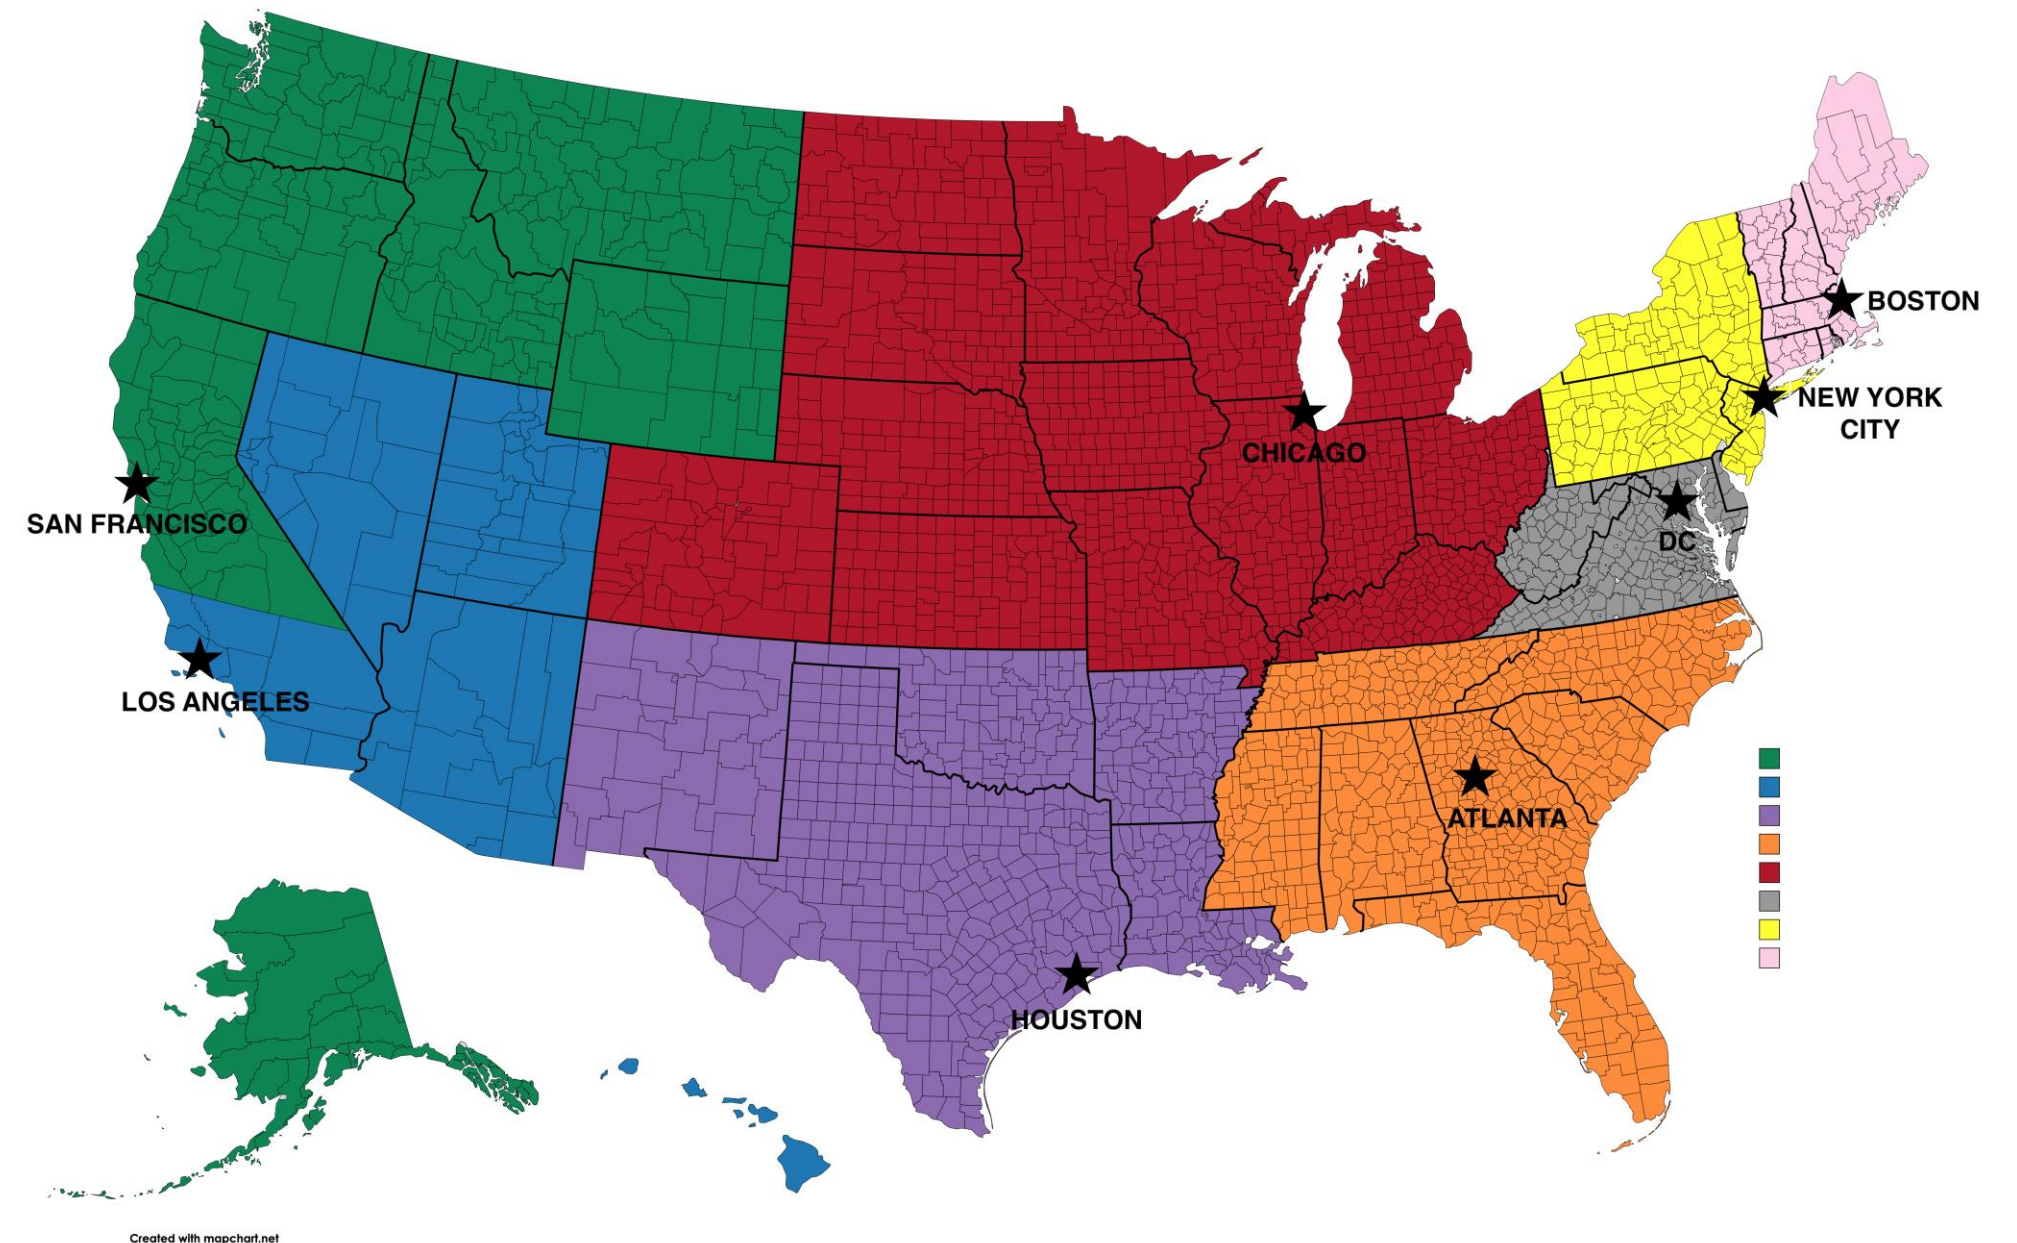 BOSTON
NEW YORK
CITY
CHICAGO
SAN FRANCISCO
DC
LOS ANGELES
ATLANTA
HOUSTON
Created with mapchart.net